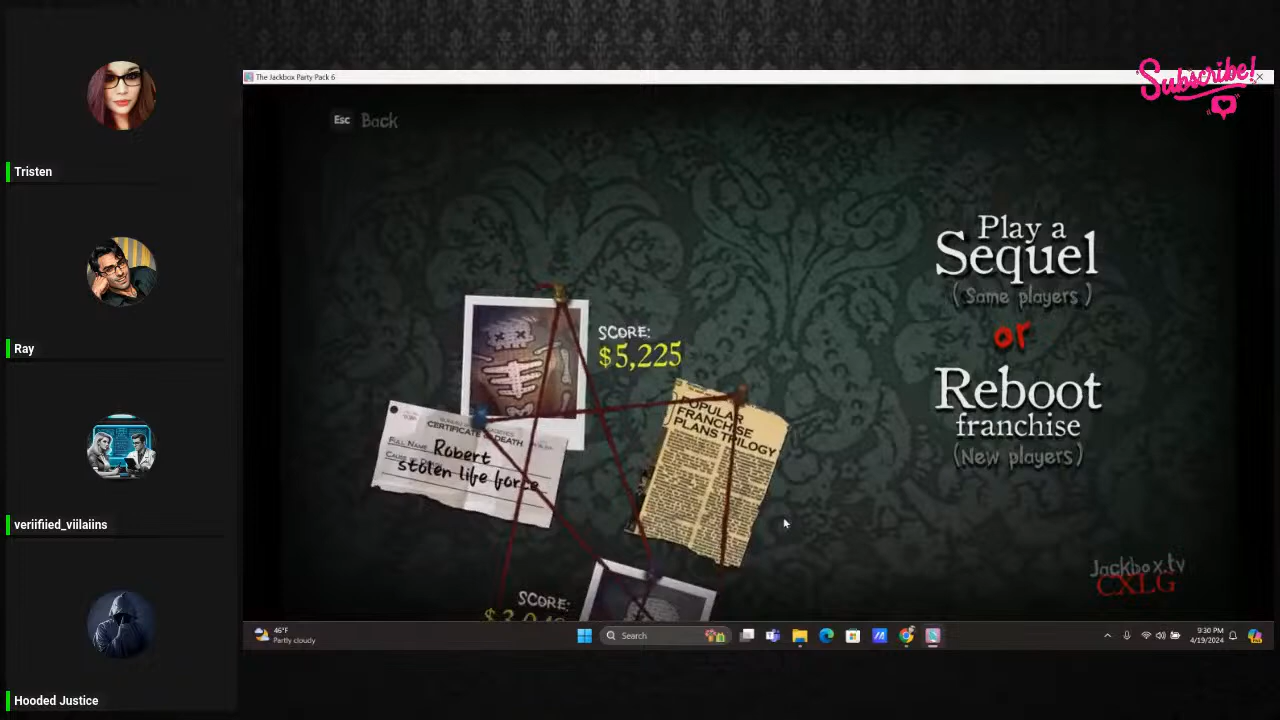 Tristen
Ray
veriifiied_viilaiins
Hooded Justice
The Jackbox Party Pack 6
Subscribe!
Esc Back
Play a
Sequel
(Same players)
or
Reboot
franchise
(New players)
SCORE:
$5,225
CERTIFICATE OF DEATH
FULL NAME Robert
stolen life force
POPULAR
FRANCHISE
PLANS TRILOGY
SCORE:
Jackbox.tv
CXLG
46°F
Partly cloudy
Search
9:30 PM
4/19/2024